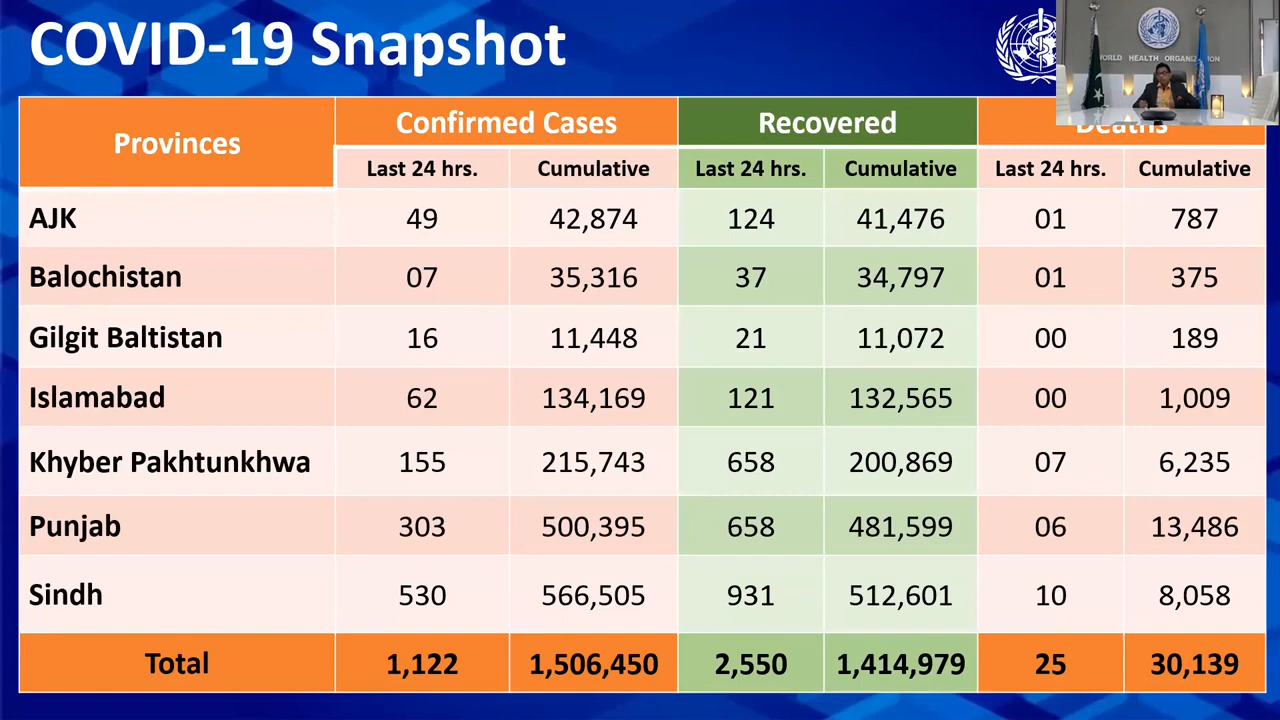 COVID-19 Snapshot
WORLD HEALTH ORGANIZATION
Provinces Confirmed Cases Recovered Deaths
Last 24 hrs. Cumulative Last 24 hrs. Cumulative Last 24 hrs. Cumulative
AJK 49 42,874 124 41,476 01 787
Balochistan 07 35,316 37 34,797 01 375
Gilgit Baltistan 16 11,448 21 11,072 00 189
Islamabad 62 134,169 121 132,565 00 1,009
Khyber Pakhtunkhwa 155 215,743 658 200,869 07 6,235
Punjab 303 500,395 658 481,599 06 13,486
Sindh 530 566,505 931 512,601 10 8,058
Total 1,122 1,506,450 2,550 1,414,979 25 30,139